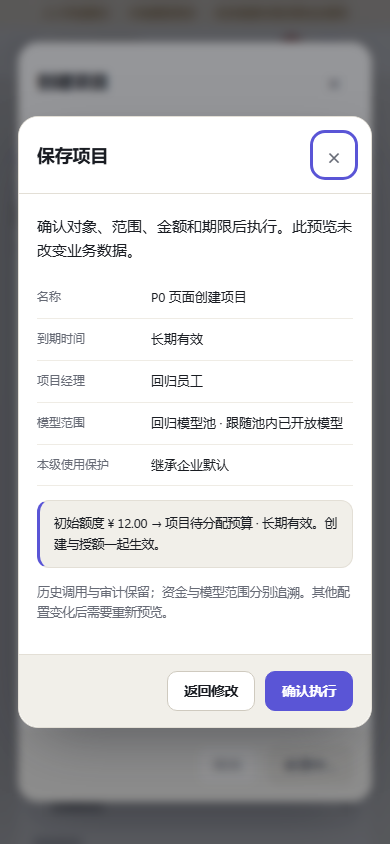 保存项目
×
确认对象、范围、金额和期限后执行。此预览未
改变业务数据。
名称 P0 页面创建项目
到期时间 长期有效
项目经理 回归员工
模型范围 回归模型池 · 跟随池内已开放模型
本级使用保护 继承企业默认
初始额度 ¥ 12.00 → 项目待分配预算 · 长期有效。创
建与授额一起生效。
历史调用与审计保留；资金与模型范围分别追溯。其他配
置变化后需要重新预览。
返回修改 确认执行